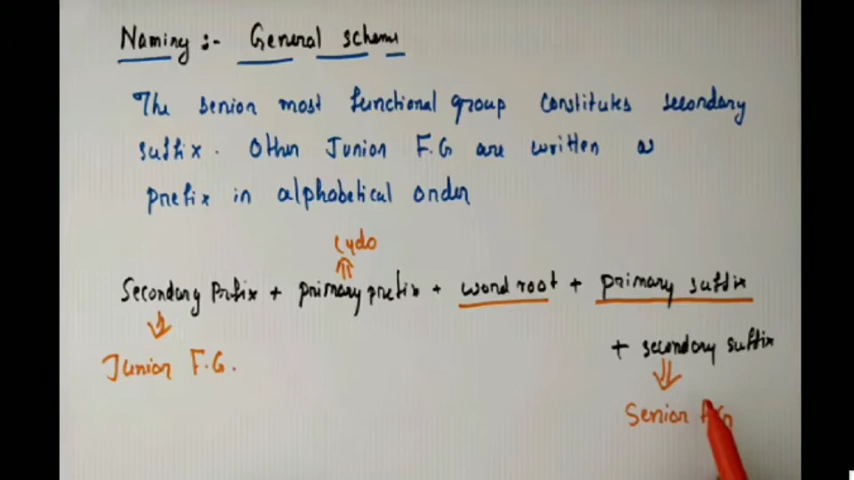 Naming :- General scheme
The senior most functional group constitutes secondary
suffix. Other Junior F.G are written as
prefix in alphabetical order
Cyclo
Secondary Prefix + primary prefix + word root + primary suffix
+ secondary suffix
Junior F.G.
Senior